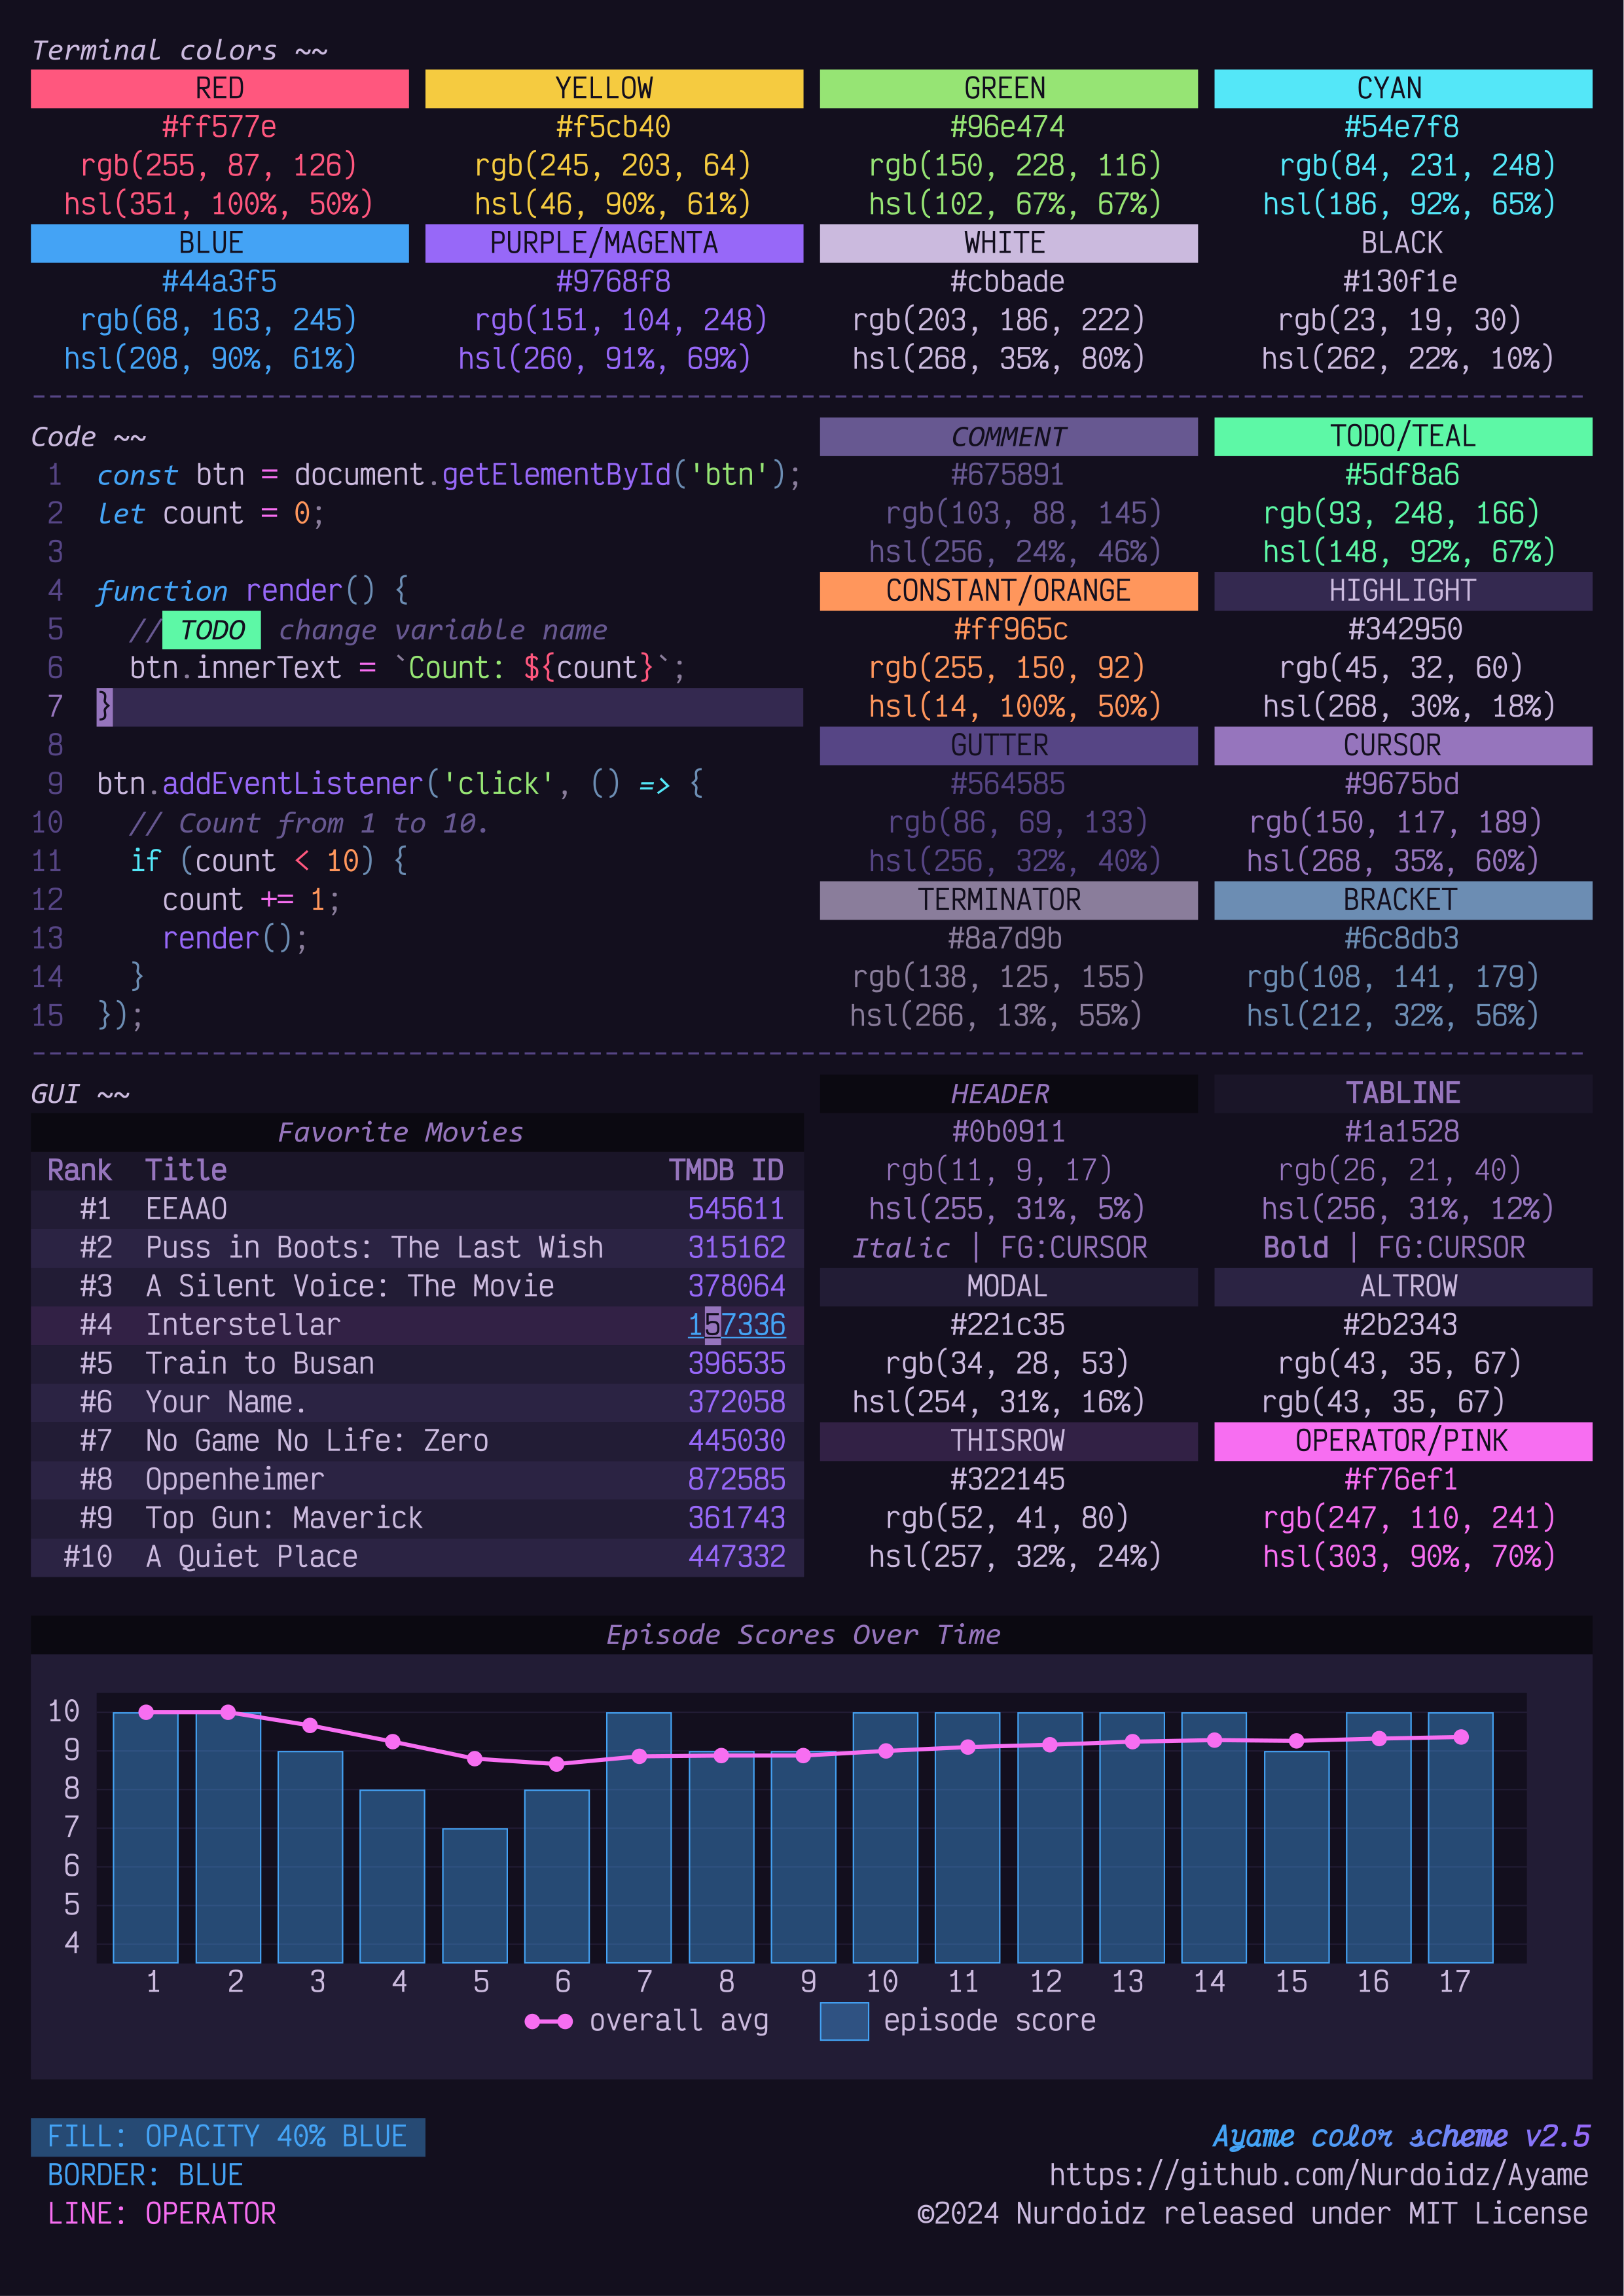 Terminal colors ~~
RED YELLOW GREEN CYAN
#ff577e #f5cb40 #96e474 #54e7f8
rgb(255, 87, 126) rgb(245, 203, 64) rgb(150, 228, 116) rgb(84, 231, 248)
hsl(351, 100%, 50%) hsl(46, 90%, 61%) hsl(102, 67%, 67%) hsl(186, 92%, 65%)
BLUE PURPLE/MAGENTA WHITE BLACK
#44a3f5 #9768f8 #cbbade #130f1e
rgb(68, 163, 245) rgb(151, 104, 248) rgb(203, 186, 222) rgb(23, 19, 30)
hsl(208, 90%, 61%) hsl(260, 91%, 69%) hsl(268, 35%, 80%) hsl(262, 22%, 10%)
Code ~~
1 const btn = document.getElementById('btn');
2 let count = 0;
3
4 function render() {
5 // TODO change variable name
6 btn.innerText = `Count: ${count}`;
7 }
8
9 btn.addEventListener('click', () => {
10 // Count from 1 to 10.
11 if (count < 10) {
12 count += 1;
13 render();
14 }
15 });
COMMENT TODO/TEAL
#675891 #5df8a6
rgb(103, 88, 145) rgb(93, 248, 166)
hsl(256, 24%, 46%) hsl(148, 92%, 67%)
CONSTANT/ORANGE HIGHLIGHT
#ff965c #342950
rgb(255, 150, 92) rgb(45, 32, 60)
hsl(14, 100%, 50%) hsl(268, 30%, 18%)
GUTTER CURSOR
#564585 #9675bd
rgb(86, 69, 133) rgb(150, 117, 189)
hsl(256, 32%, 40%) hsl(268, 35%, 60%)
TERMINATOR BRACKET
#8a7d9b #6c8db3
rgb(138, 125, 155) rgb(108, 141, 179)
hsl(266, 13%, 55%) hsl(212, 32%, 56%)
GUI ~~
Favorite Movies
Rank Title TMDB ID
#1 EEAAO 545611
#2 Puss in Boots: The Last Wish 315162
#3 A Silent Voice: The Movie 378064
#4 Interstellar 157336
#5 Train to Busan 396535
#6 Your Name. 372058
#7 No Game No Life: Zero 445030
#8 Oppenheimer 872585
#9 Top Gun: Maverick 361743
#10 A Quiet Place 447332
HEADER TABLINE
#0b0911 #1a1528
rgb(11, 9, 17) rgb(26, 21, 40)
hsl(255, 31%, 5%) hsl(256, 31%, 12%)
Italic | FG:CURSOR Bold | FG:CURSOR
MODAL ALTROW
#221c35 #2b2343
rgb(34, 28, 53) rgb(43, 35, 67)
hsl(254, 31%, 16%) rgb(43, 35, 67)
THISROW OPERATOR/PINK
#322145 #f76ef1
rgb(52, 41, 80) rgb(247, 110, 241)
hsl(257, 32%, 24%) hsl(303, 90%, 70%)
Episode Scores Over Time
10
9
8
7
6
5
4
1 2 3 4 5 6 7 8 9 10 11 12 13 14 15 16 17
overall avg episode score
FILL: OPACITY 40% BLUE
BORDER: BLUE
LINE: OPERATOR
Ayame color scheme v2.5
https://github.com/Nurdoidz/Ayame
©2024 Nurdoidz released under MIT License